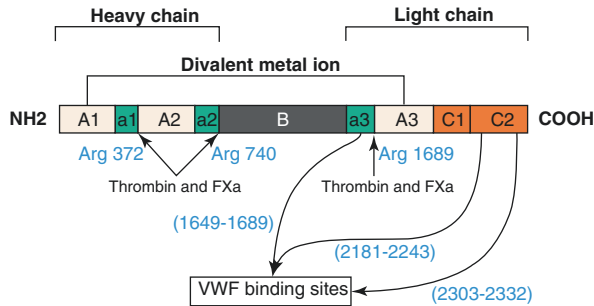 Heavy chain
Light chain
Divalent metal ion
NH2 A1 a1 A2 a2 B a3 A3 C1 C2 COOH
Arg 372 Arg 740 Arg 1689
Thrombin and FXa Thrombin and FXa
(1649-1689)
(2181-2243)
VWF binding sites
(2303-2332)